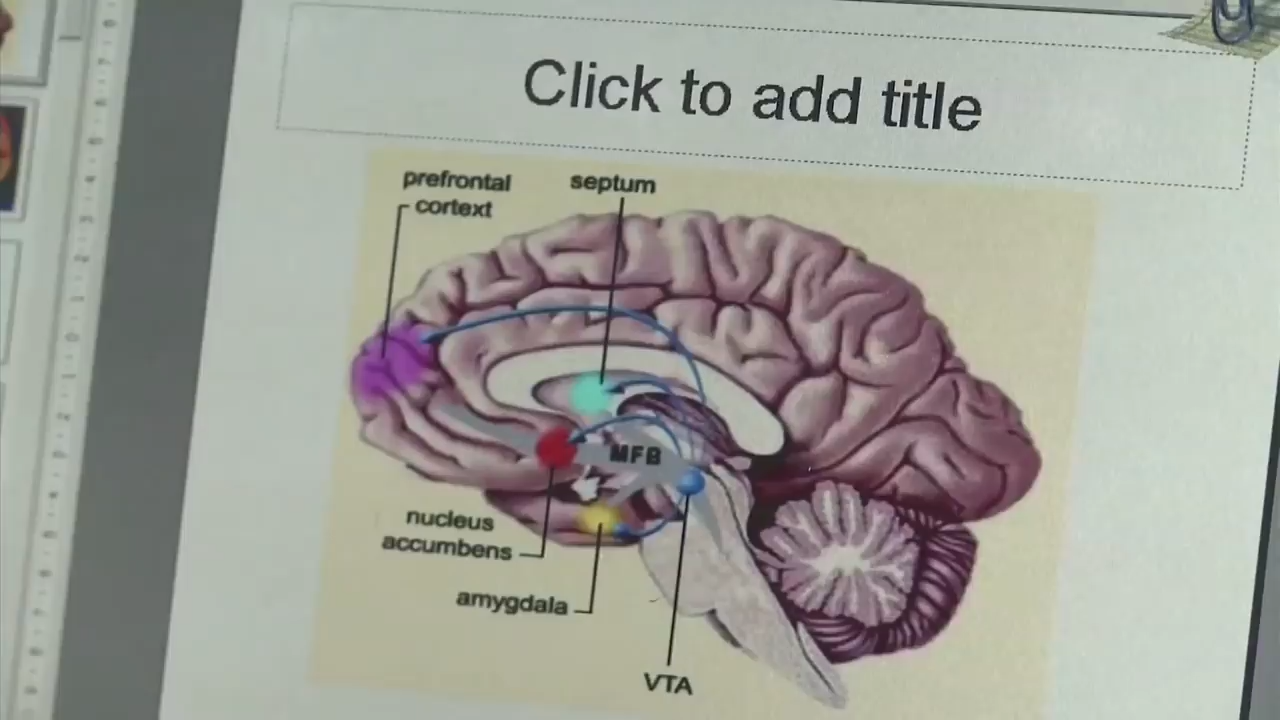 Click to add title
prefrontal
cortext
septum
MFB
nucleus
accumbens
amygdala
VTA